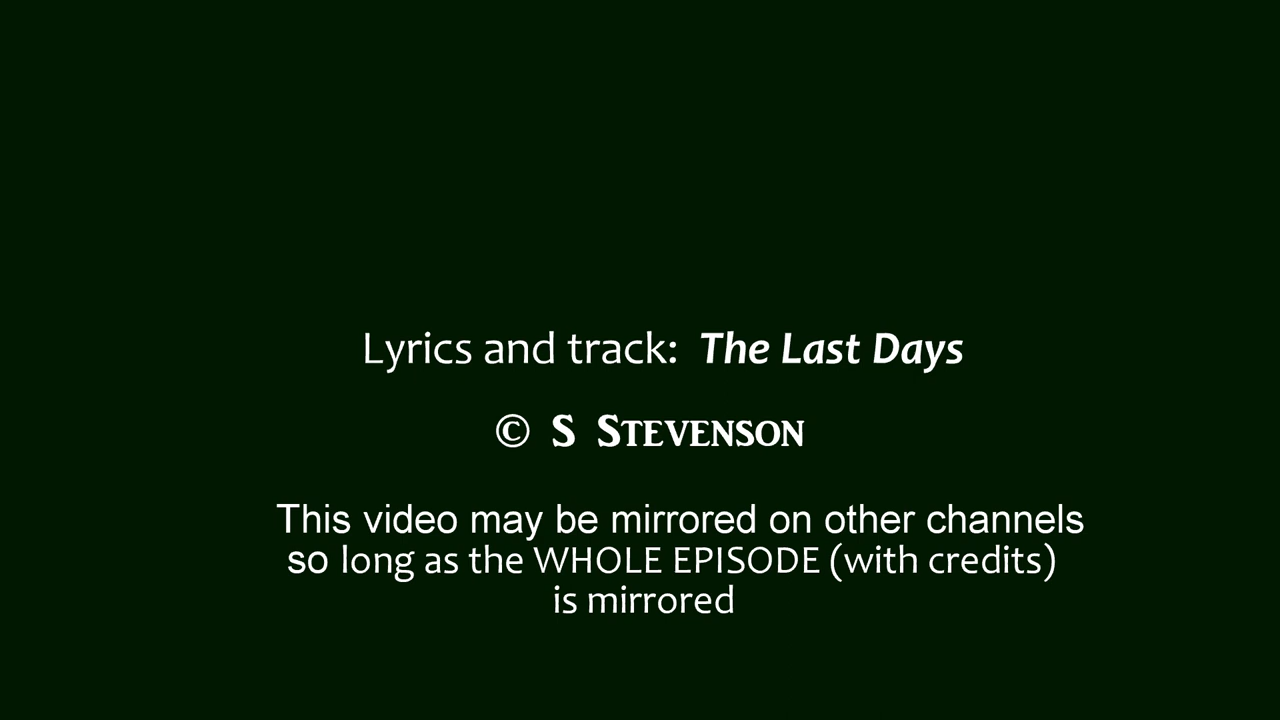 Lyrics and track: The Last Days
© S STEVENSON
This video may be mirrored on other channels
so long as the WHOLE EPISODE (with credits)
is mirrored